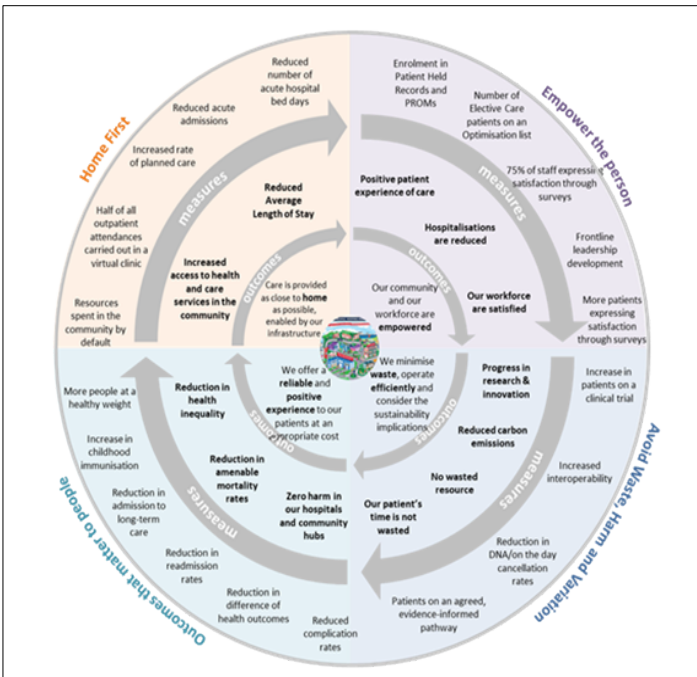 Home First
Reduced
number of
acute hospital
bed days
Reduced acute
admissions
Increased rate
of planned care
Half of all
outpatient
attendances
carried out in a
virtual clinic
Resources
spent in the
community by
default
measures
Reduced
Average
Length of Stay
Increased
access to health
and care
services in the
community
outcomes
Care is provided
as close to home
as possible,
enabled by our
infrastructure
Empower the person
Enrolment in
Patient Held
Records and
PROMs
Number of
Elective Care
patients on an
Optimisation list
75% of staff expressing
satisfaction through
surveys
Frontline
leadership
development
More patients
expressing
satisfaction
through surveys
measures
Positive patient
experience of care
Hospitalisations
are reduced
Our workforce
are satisfied
outcomes
Our community
and our
workforce are
empowered
Avoid Waste, Harm and Variation
We minimise
waste, operate
efficiently and
consider the
sustainability
implications
outcomes
Progress in
research &
innovation
Reduced carbon
emissions
No wasted
resource
Our patient's
time is not
wasted
measures
Increase in
patients on a
clinical trial
Increased
interoperability
Reduction in
DNA/on the day
cancellation
rates
Patients on an agreed,
evidence-informed
pathway
Outcomes that matter to people
We offer a
reliable and
positive
experience to our
patients at an
appropriate cost
outcomes
Reduction in
health
inequality
Reduction in
amenable
mortality
rates
Zero harm in
our hospitals
and community
hubs
measures
More people at a
healthy weight
Increase in
childhood
immunisation
Reduction in
admission to
long-term
care
Reduction in
readmission
rates
Reduction in
difference of
health outcomes
Reduced
complication
rates